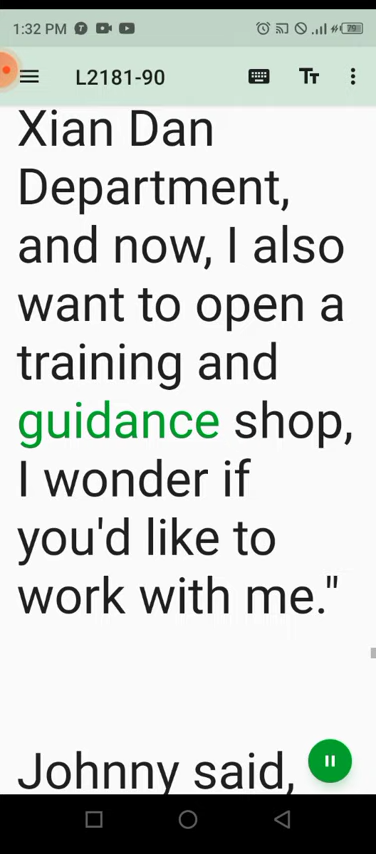 1:32 PM
79
L2181-90
Xian Dan
Department,
and now, I also
want to open a
training and
guidance shop,
I wonder if
you'd like to
work with me."
Johnny said,